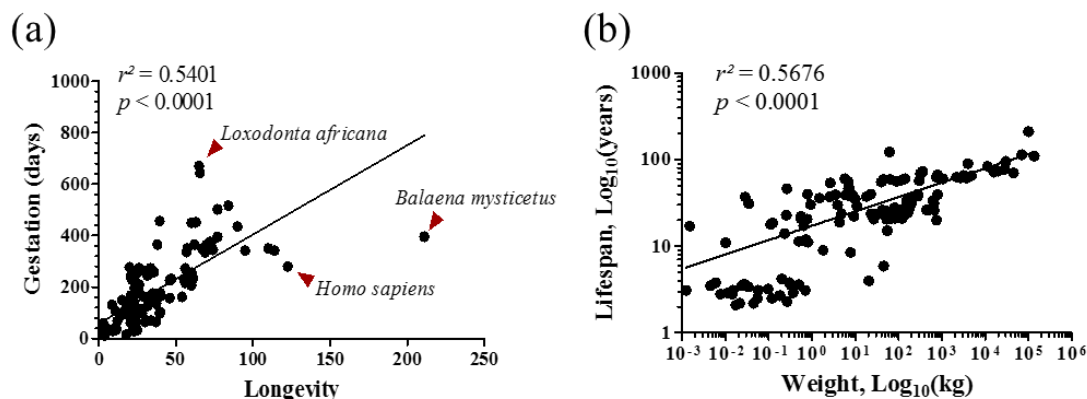 (a)
r² = 0.5401
p < 0.0001
Gestation (days)
1000
800
600
400
200
0
Loxodonta africana
Balaena mysticetus
Homo sapiens
0 50 100 150 200 250
Longevity
(b)
r² = 0.5676
p < 0.0001
Lifespan, Log₁₀(years)
1000
100
10
1
10⁻³ 10⁻² 10⁻¹ 10⁰ 10¹ 10² 10³ 10⁴ 10⁵ 10⁶
Weight, Log₁₀(kg)